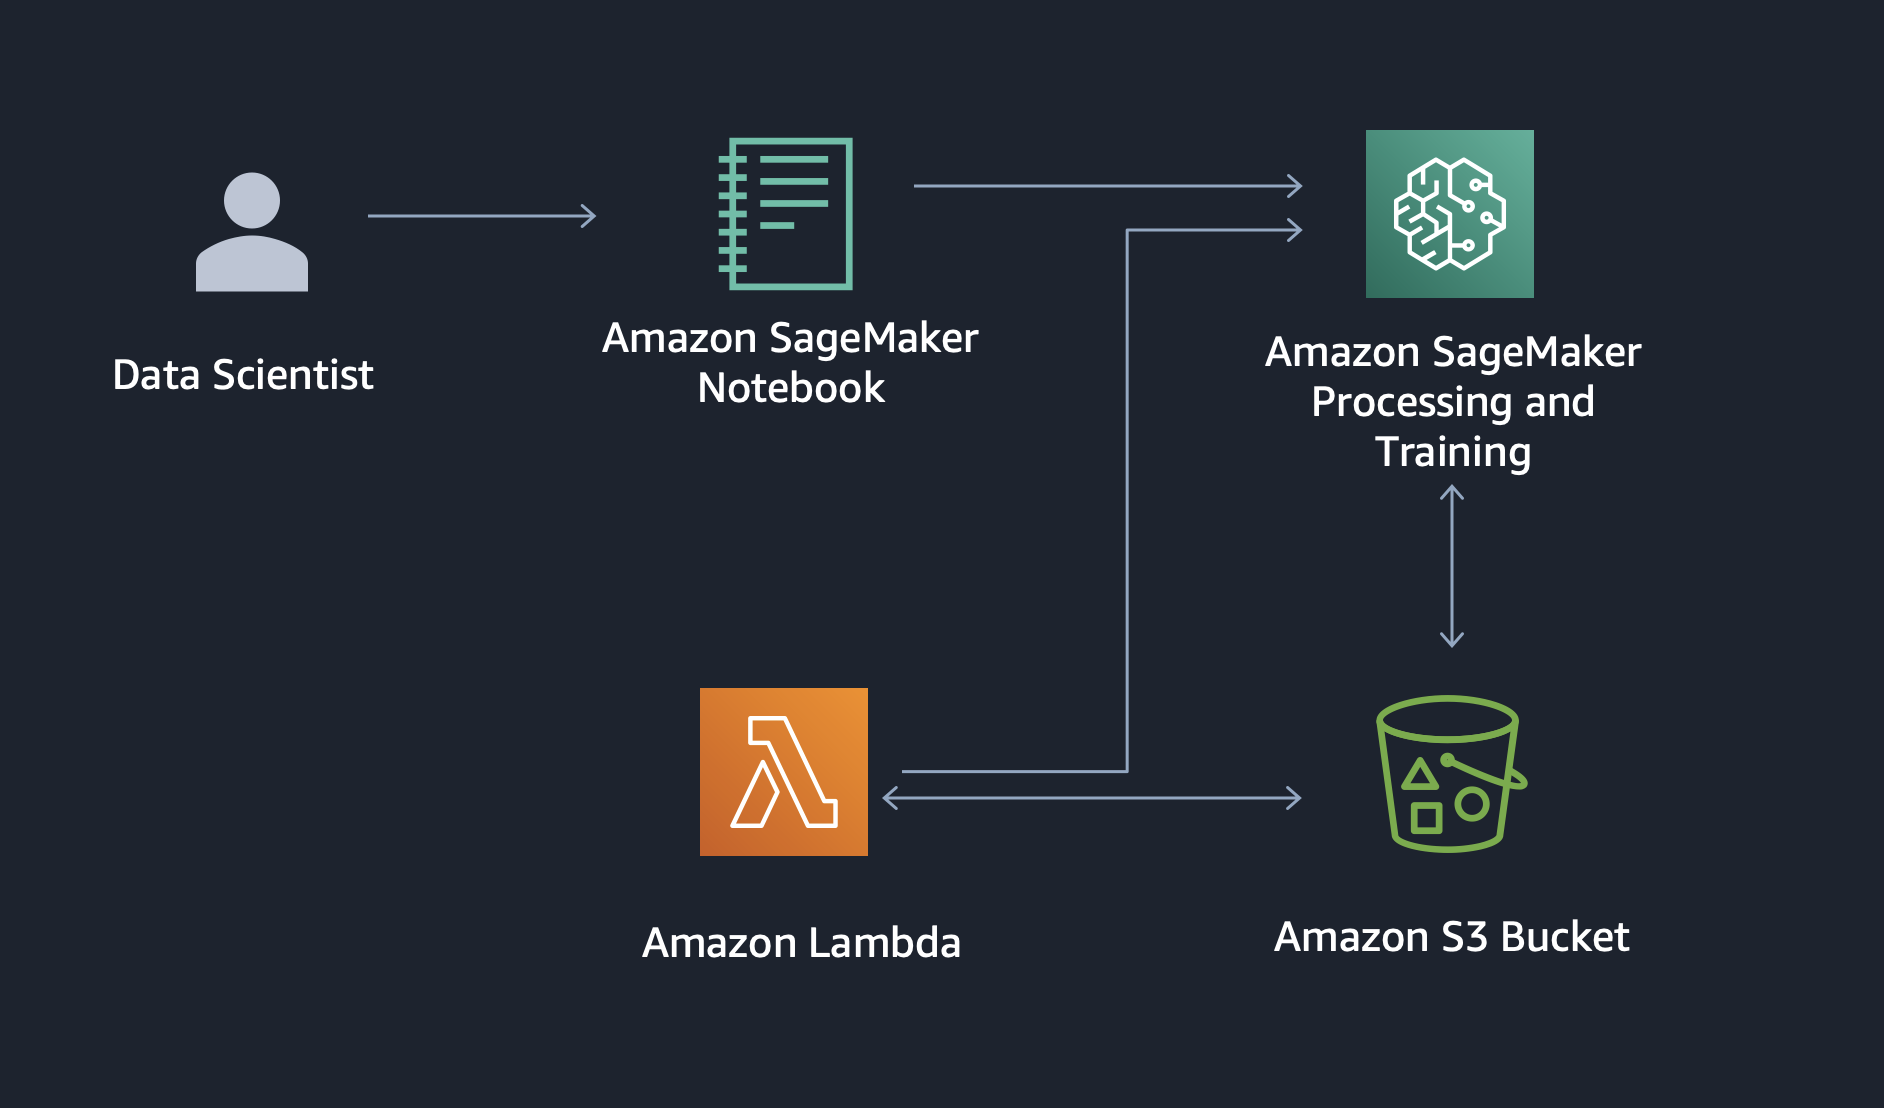 Data Scientist
Amazon SageMaker
Notebook
Amazon SageMaker
Processing and
Training
Amazon Lambda
Amazon S3 Bucket